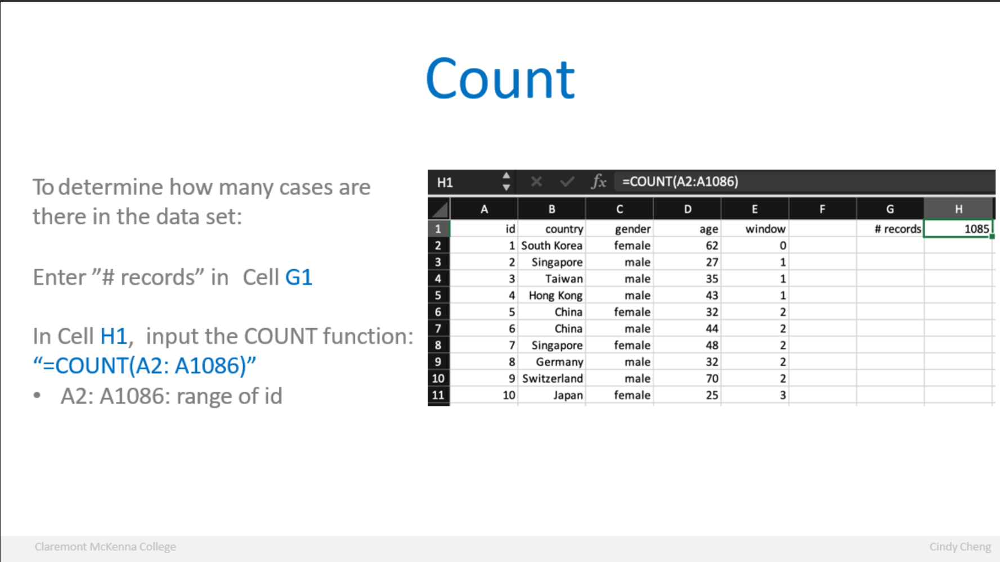 Count
To determine how many cases are
there in the data set:
Enter ”# records” in Cell G1
In Cell H1, input the COUNT function:
“=COUNT(A2: A1086)”
• A2: A1086: range of id
H1 fx =COUNT(A2:A1086)
A B C D E F G H
1 id country gender age window # records 1085
2 1 South Korea female 62 0
3 2 Singapore male 27 1
4 3 Taiwan male 35 1
5 4 Hong Kong male 43 1
6 5 China female 32 2
7 6 China male 44 2
8 7 Singapore female 48 2
9 8 Germany male 32 2
10 9 Switzerland male 70 2
11 10 Japan female 25 3
Claremont McKenna College
Cindy Cheng